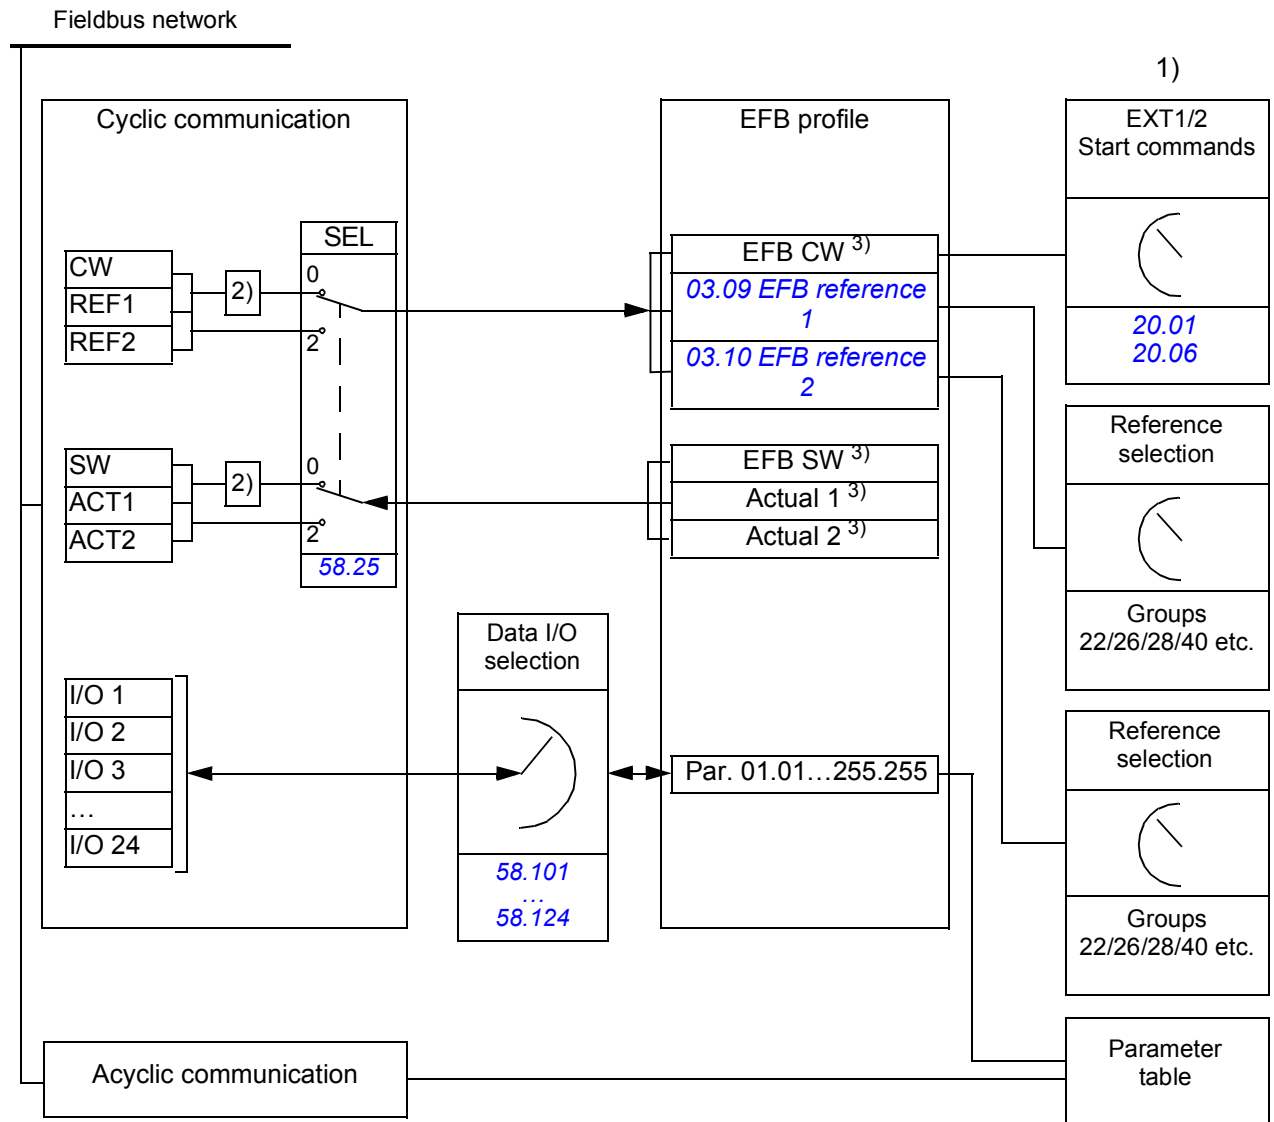 Fieldbus network
1)
Cyclic communication
EFB profile
EXT1/2
Start commands
SEL
CW
REF1
REF2
2)
0
2
EFB CW 3)
03.09 EFB reference
1
03.10 EFB reference
2
20.01
20.06
SW
ACT1
ACT2
2)
0
2
58.25
EFB SW 3)
Actual 1 3)
Actual 2 3)
Reference
selection
Groups
22/26/28/40 etc.
Data I/O
selection
58.101
…
58.124
I/O 1
I/O 2
I/O 3
…
I/O 24
Par. 01.01…255.255
Reference
selection
Groups
22/26/28/40 etc.
Acyclic communication
Parameter
table